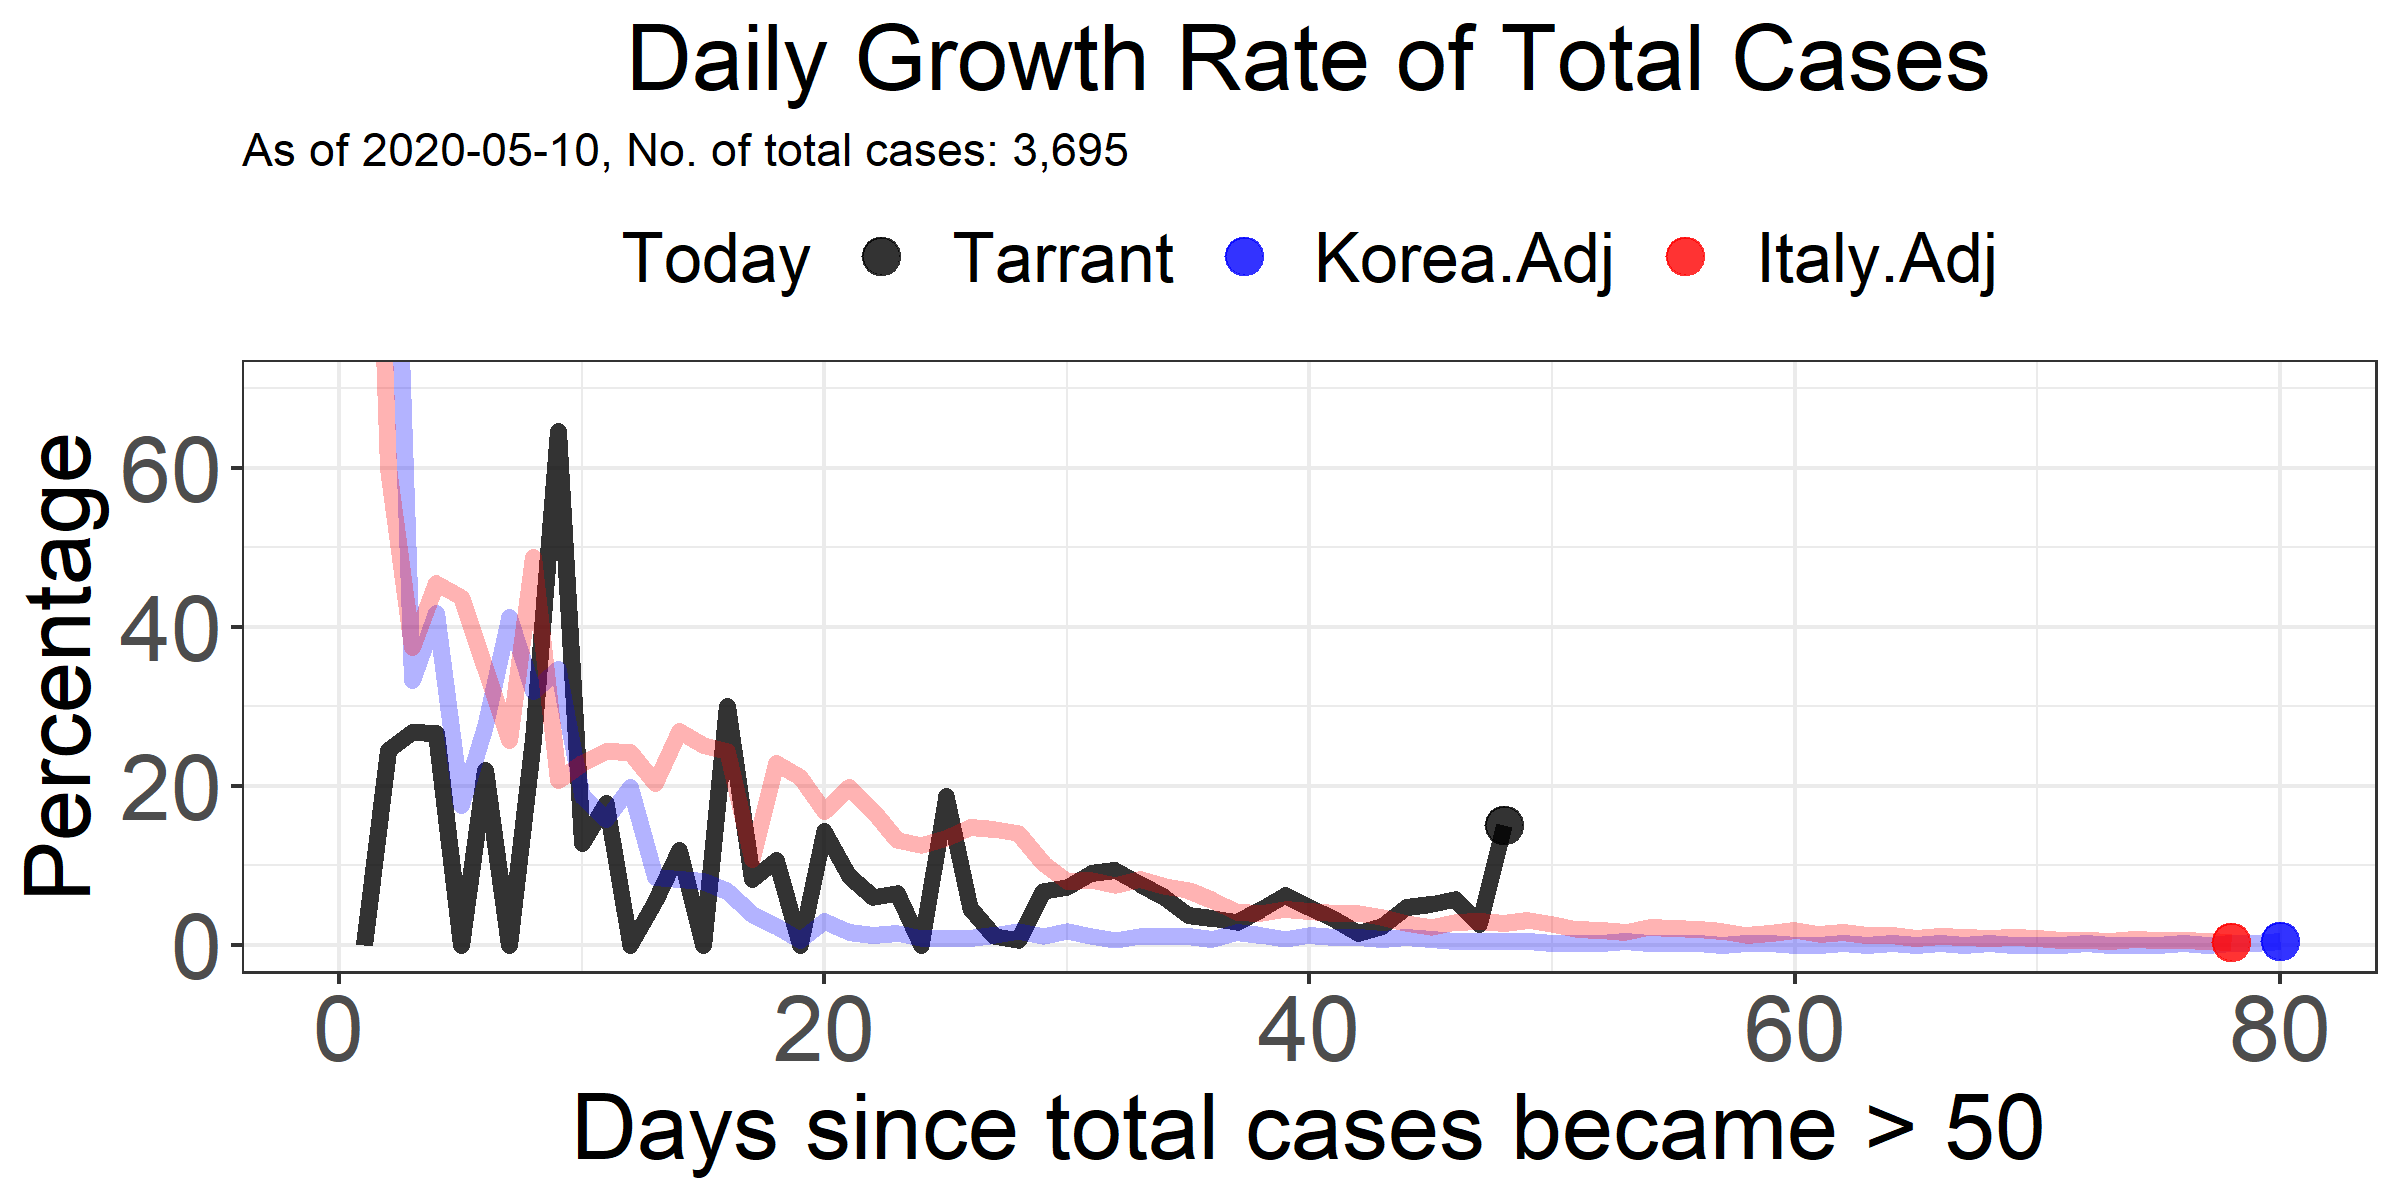 Daily Growth Rate of Total Cases
As of 2020-05-10, No. of total cases: 3,695
Today Tarrant Korea.Adj Italy.Adj
Percentage
60
40
20
0
0 20 40 60 80
Days since total cases became > 50